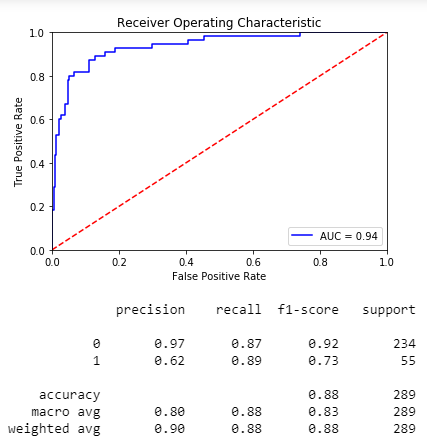 Receiver Operating Characteristic
1.0
0.8
0.6
0.4
0.2
0.0
True Positive Rate
AUC = 0.94
0.0 0.2 0.4 0.6 0.8 1.0
False Positive Rate
precision recall f1-score support
0 0.97 0.87 0.92 234
1 0.62 0.89 0.73 55
accuracy 0.88 289
macro avg 0.80 0.88 0.83 289
weighted avg 0.90 0.88 0.88 289